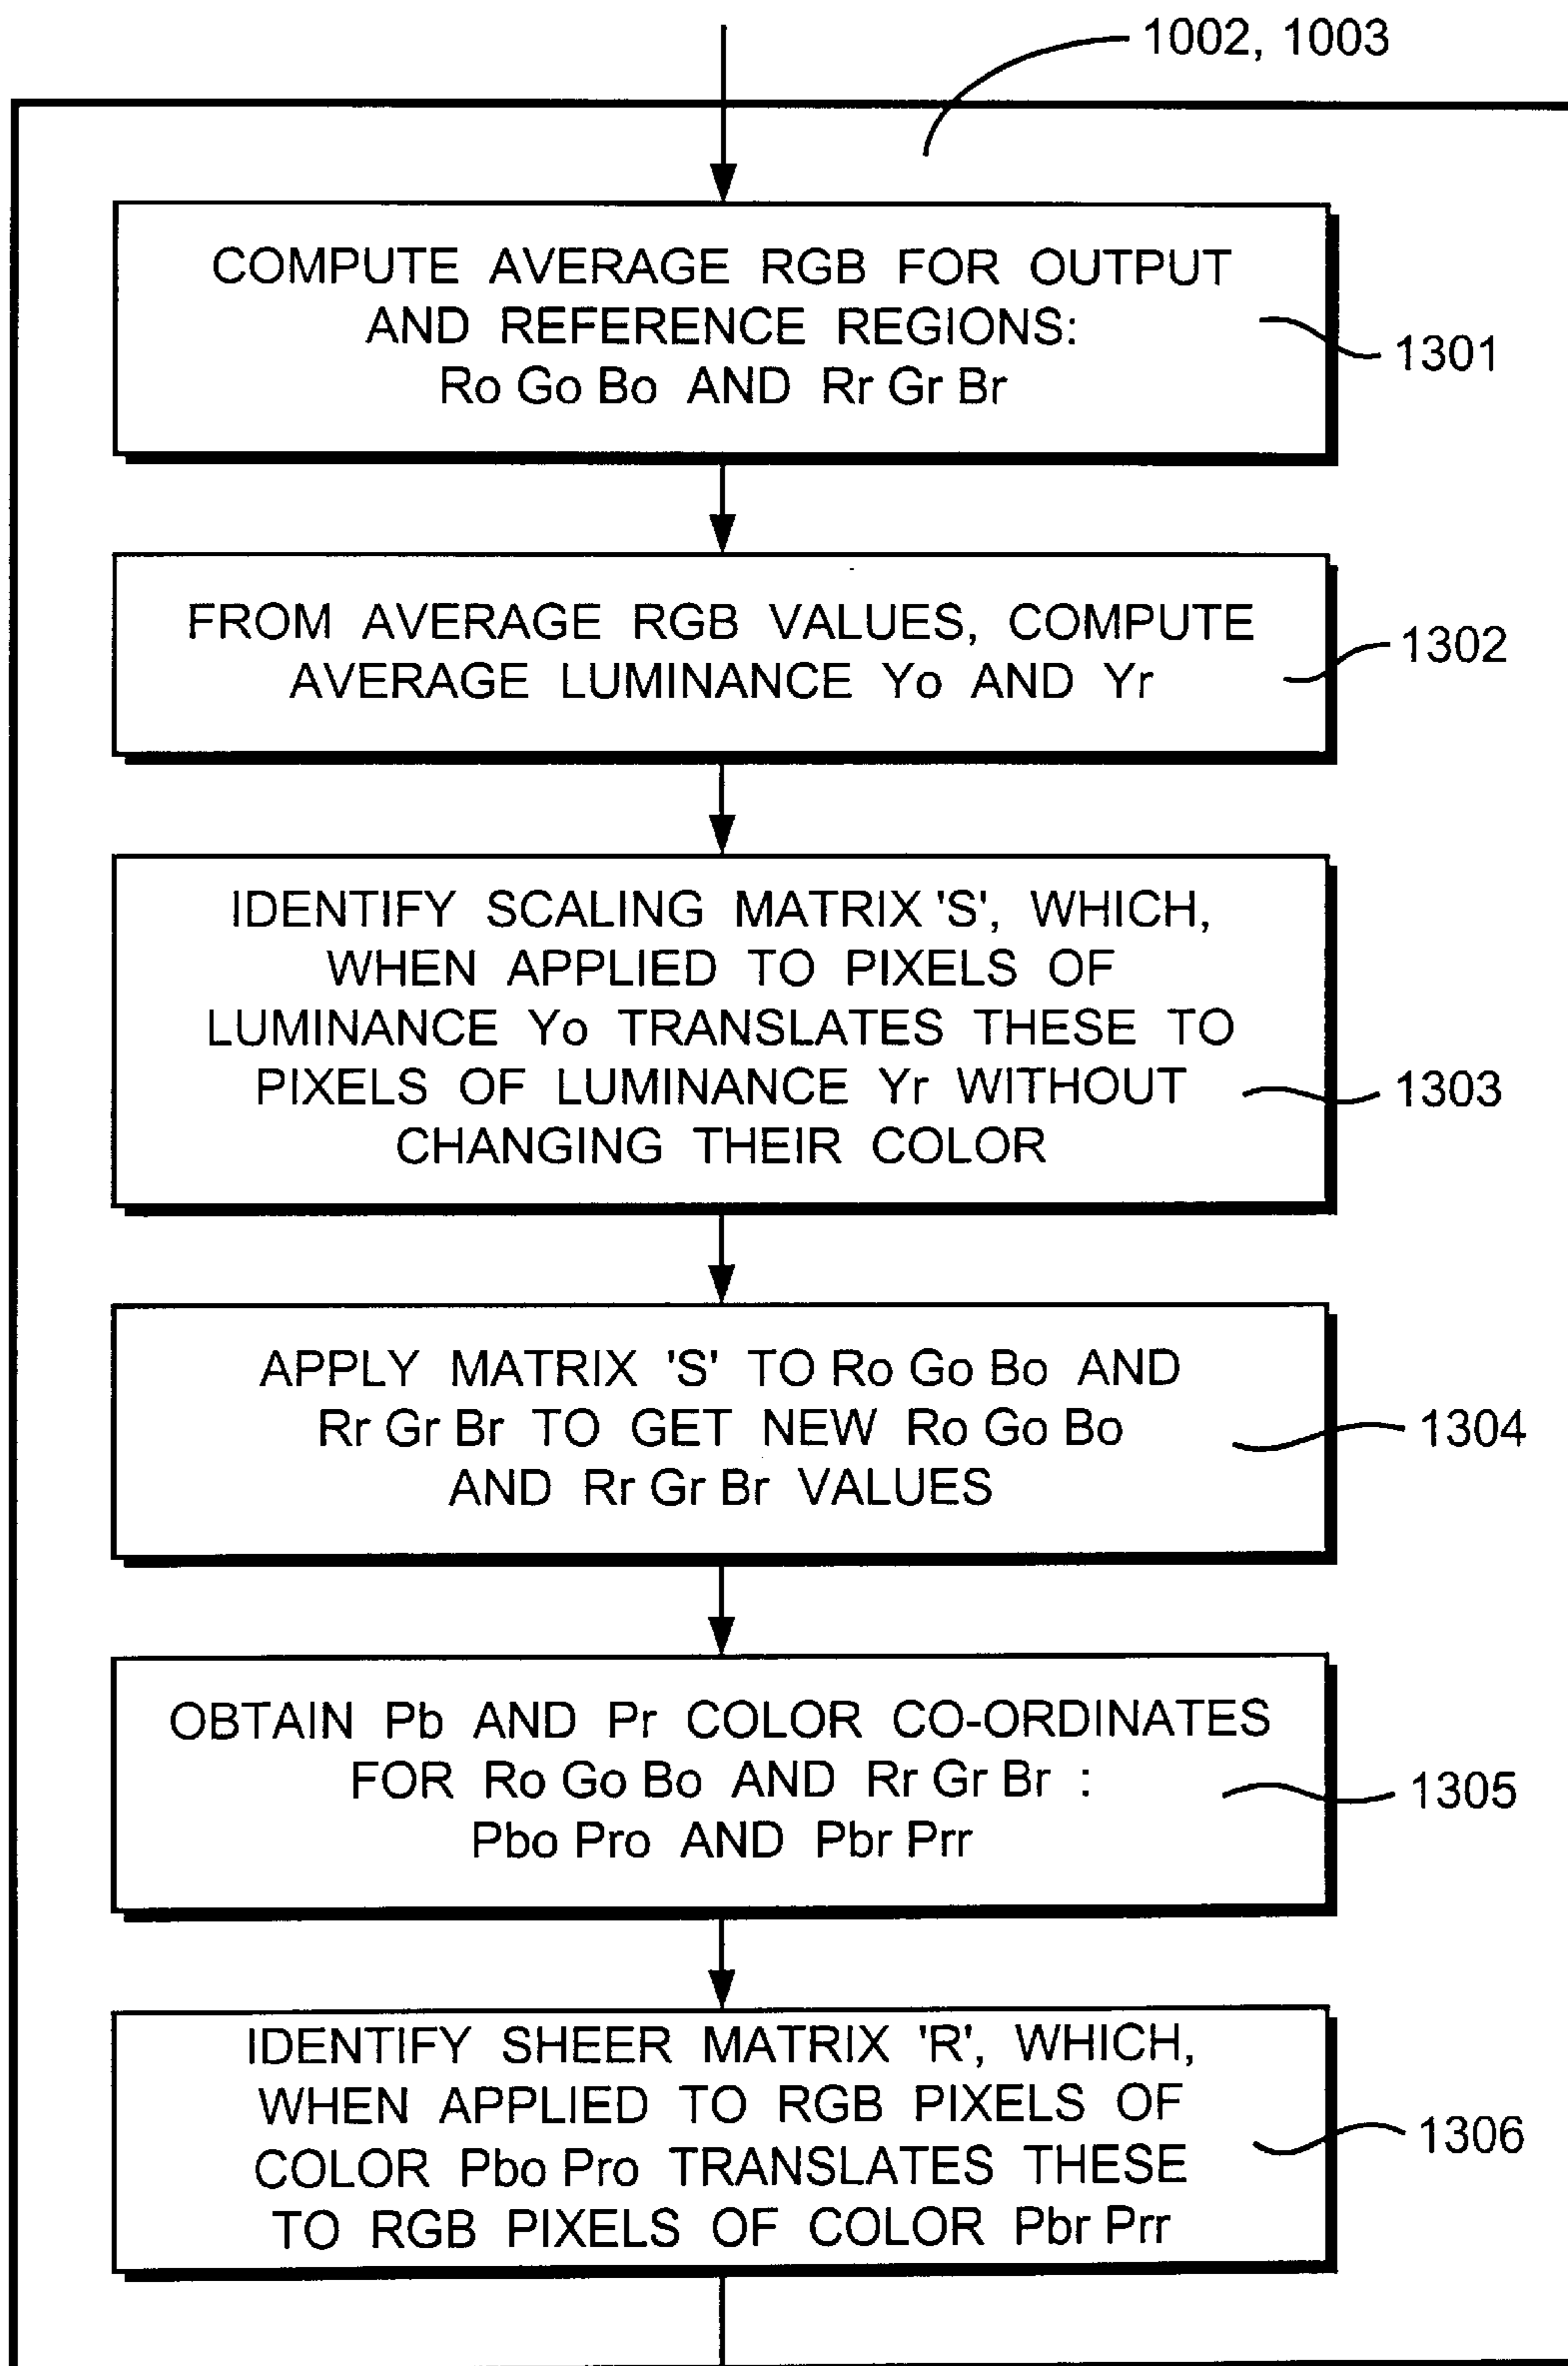 1002, 1003
COMPUTE AVERAGE RGB FOR OUTPUT
AND REFERENCE REGIONS:
Ro Go Bo AND Rr Gr Br
1301
FROM AVERAGE RGB VALUES, COMPUTE
AVERAGE LUMINANCE Yo AND Yr
1302
IDENTIFY SCALING MATRIX 'S', WHICH,
WHEN APPLIED TO PIXELS OF
LUMINANCE Yo TRANSLATES THESE TO
PIXELS OF LUMINANCE Yr WITHOUT
CHANGING THEIR COLOR
1303
APPLY MATRIX 'S' TO Ro Go Bo AND
Rr Gr Br TO GET NEW Ro Go Bo
AND Rr Gr Br VALUES
1304
OBTAIN Pb AND Pr COLOR CO-ORDINATES
FOR Ro Go Bo AND Rr Gr Br :
Pbo Pro AND Pbr Prr
1305
IDENTIFY SHEER MATRIX 'R', WHICH,
WHEN APPLIED TO RGB PIXELS OF
COLOR Pbo Pro TRANSLATES THESE
TO RGB PIXELS OF COLOR Pbr Prr
1306